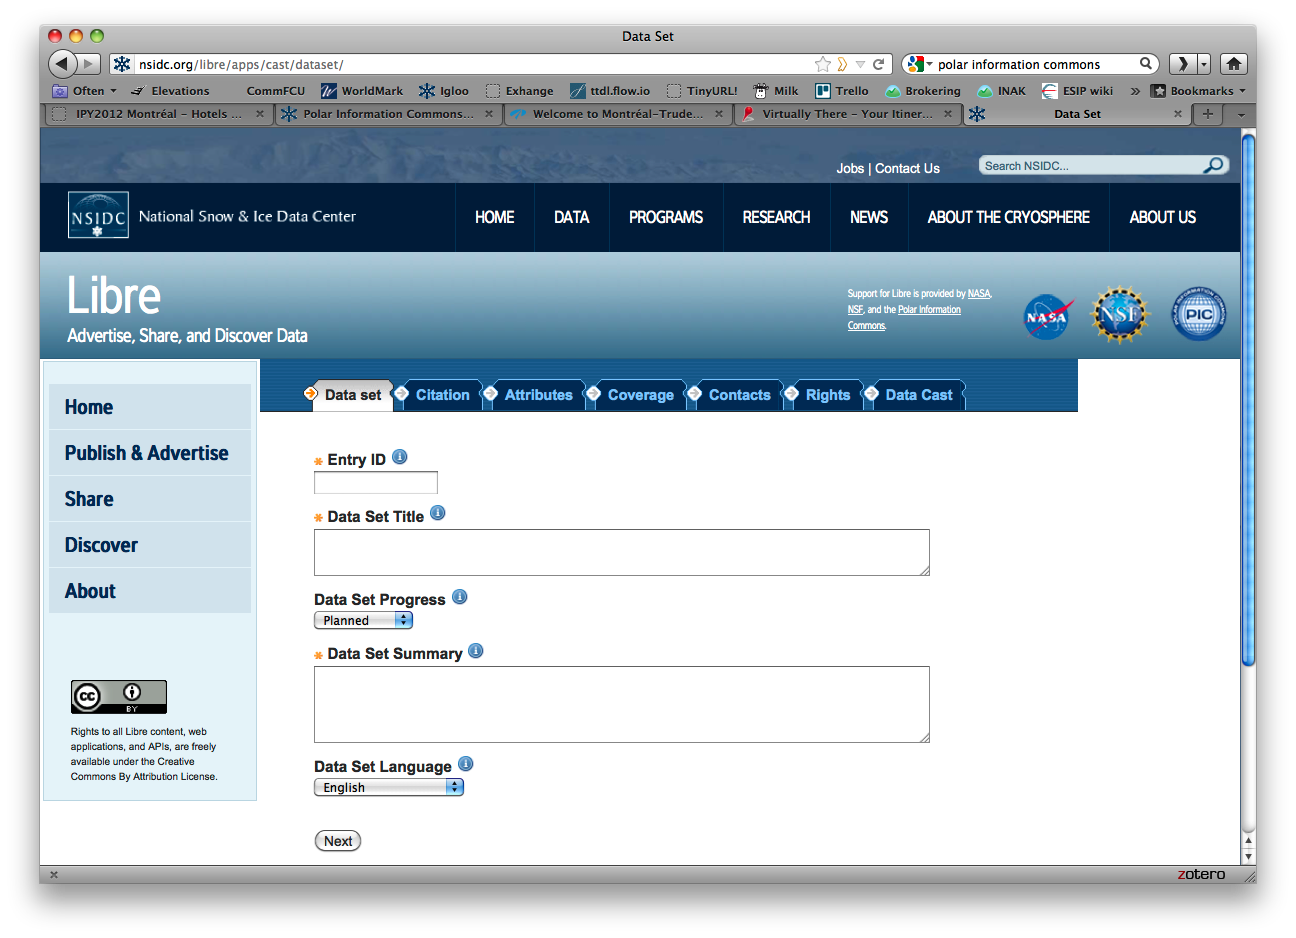 Data Set
nsidc.org/libre/apps/cast/dataset/
polar information commons
Often
Elevations
CommFCU
WorldMark
Igloo
Exhange
ttdl.flow.io
TinyURL!
Milk
Trello
Brokering
INAK
ESIP wiki
»
Bookmarks
IPY2012 Montréal – Hotels ...
Polar Information Commons...
Welcome to Montréal–Trude...
Virtually There – Your Itiner...
Data Set
Jobs | Contact Us
Search NSIDC...
NSIDC
National Snow & Ice Data Center
HOME
DATA
PROGRAMS
RESEARCH
NEWS
ABOUT THE CRYOSPHERE
ABOUT US
Libre
Advertise, Share, and Discover Data
Support for Libre is provided by NASA,
NSF, and the Polar Information
Commons.
NASA
NSF
PIC
Home
Publish & Advertise
Share
Discover
About
cc
BY
Rights to all Libre content, web
applications, and APIs, are freely
available under the Creative
Commons By Attribution License.
Data set
Citation
Attributes
Coverage
Contacts
Rights
Data Cast
* Entry ID
* Data Set Title
Data Set Progress
Planned
* Data Set Summary
Data Set Language
English
Next
zotero